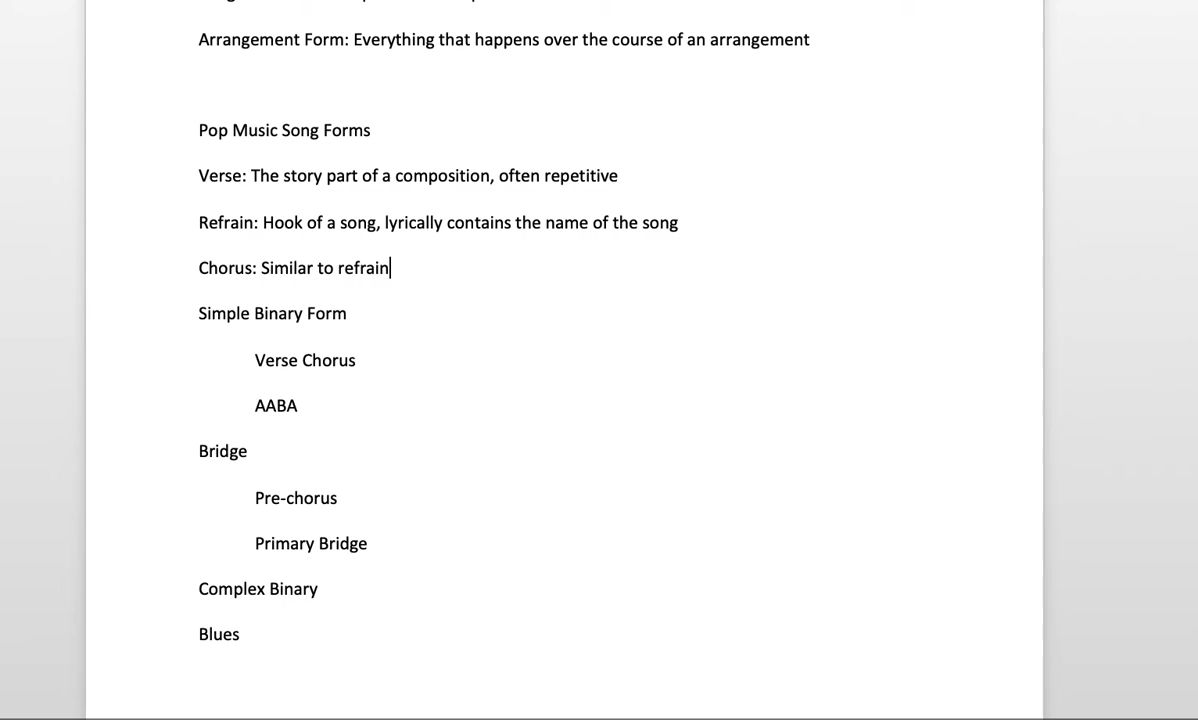 Arrangement Form: Everything that happens over the course of an arrangement
Pop Music Song Forms
Verse: The story part of a composition, often repetitive
Refrain: Hook of a song, lyrically contains the name of the song
Chorus: Similar to refrain
Simple Binary Form
Verse Chorus
AABA
Bridge
Pre-chorus
Primary Bridge
Complex Binary
Blues